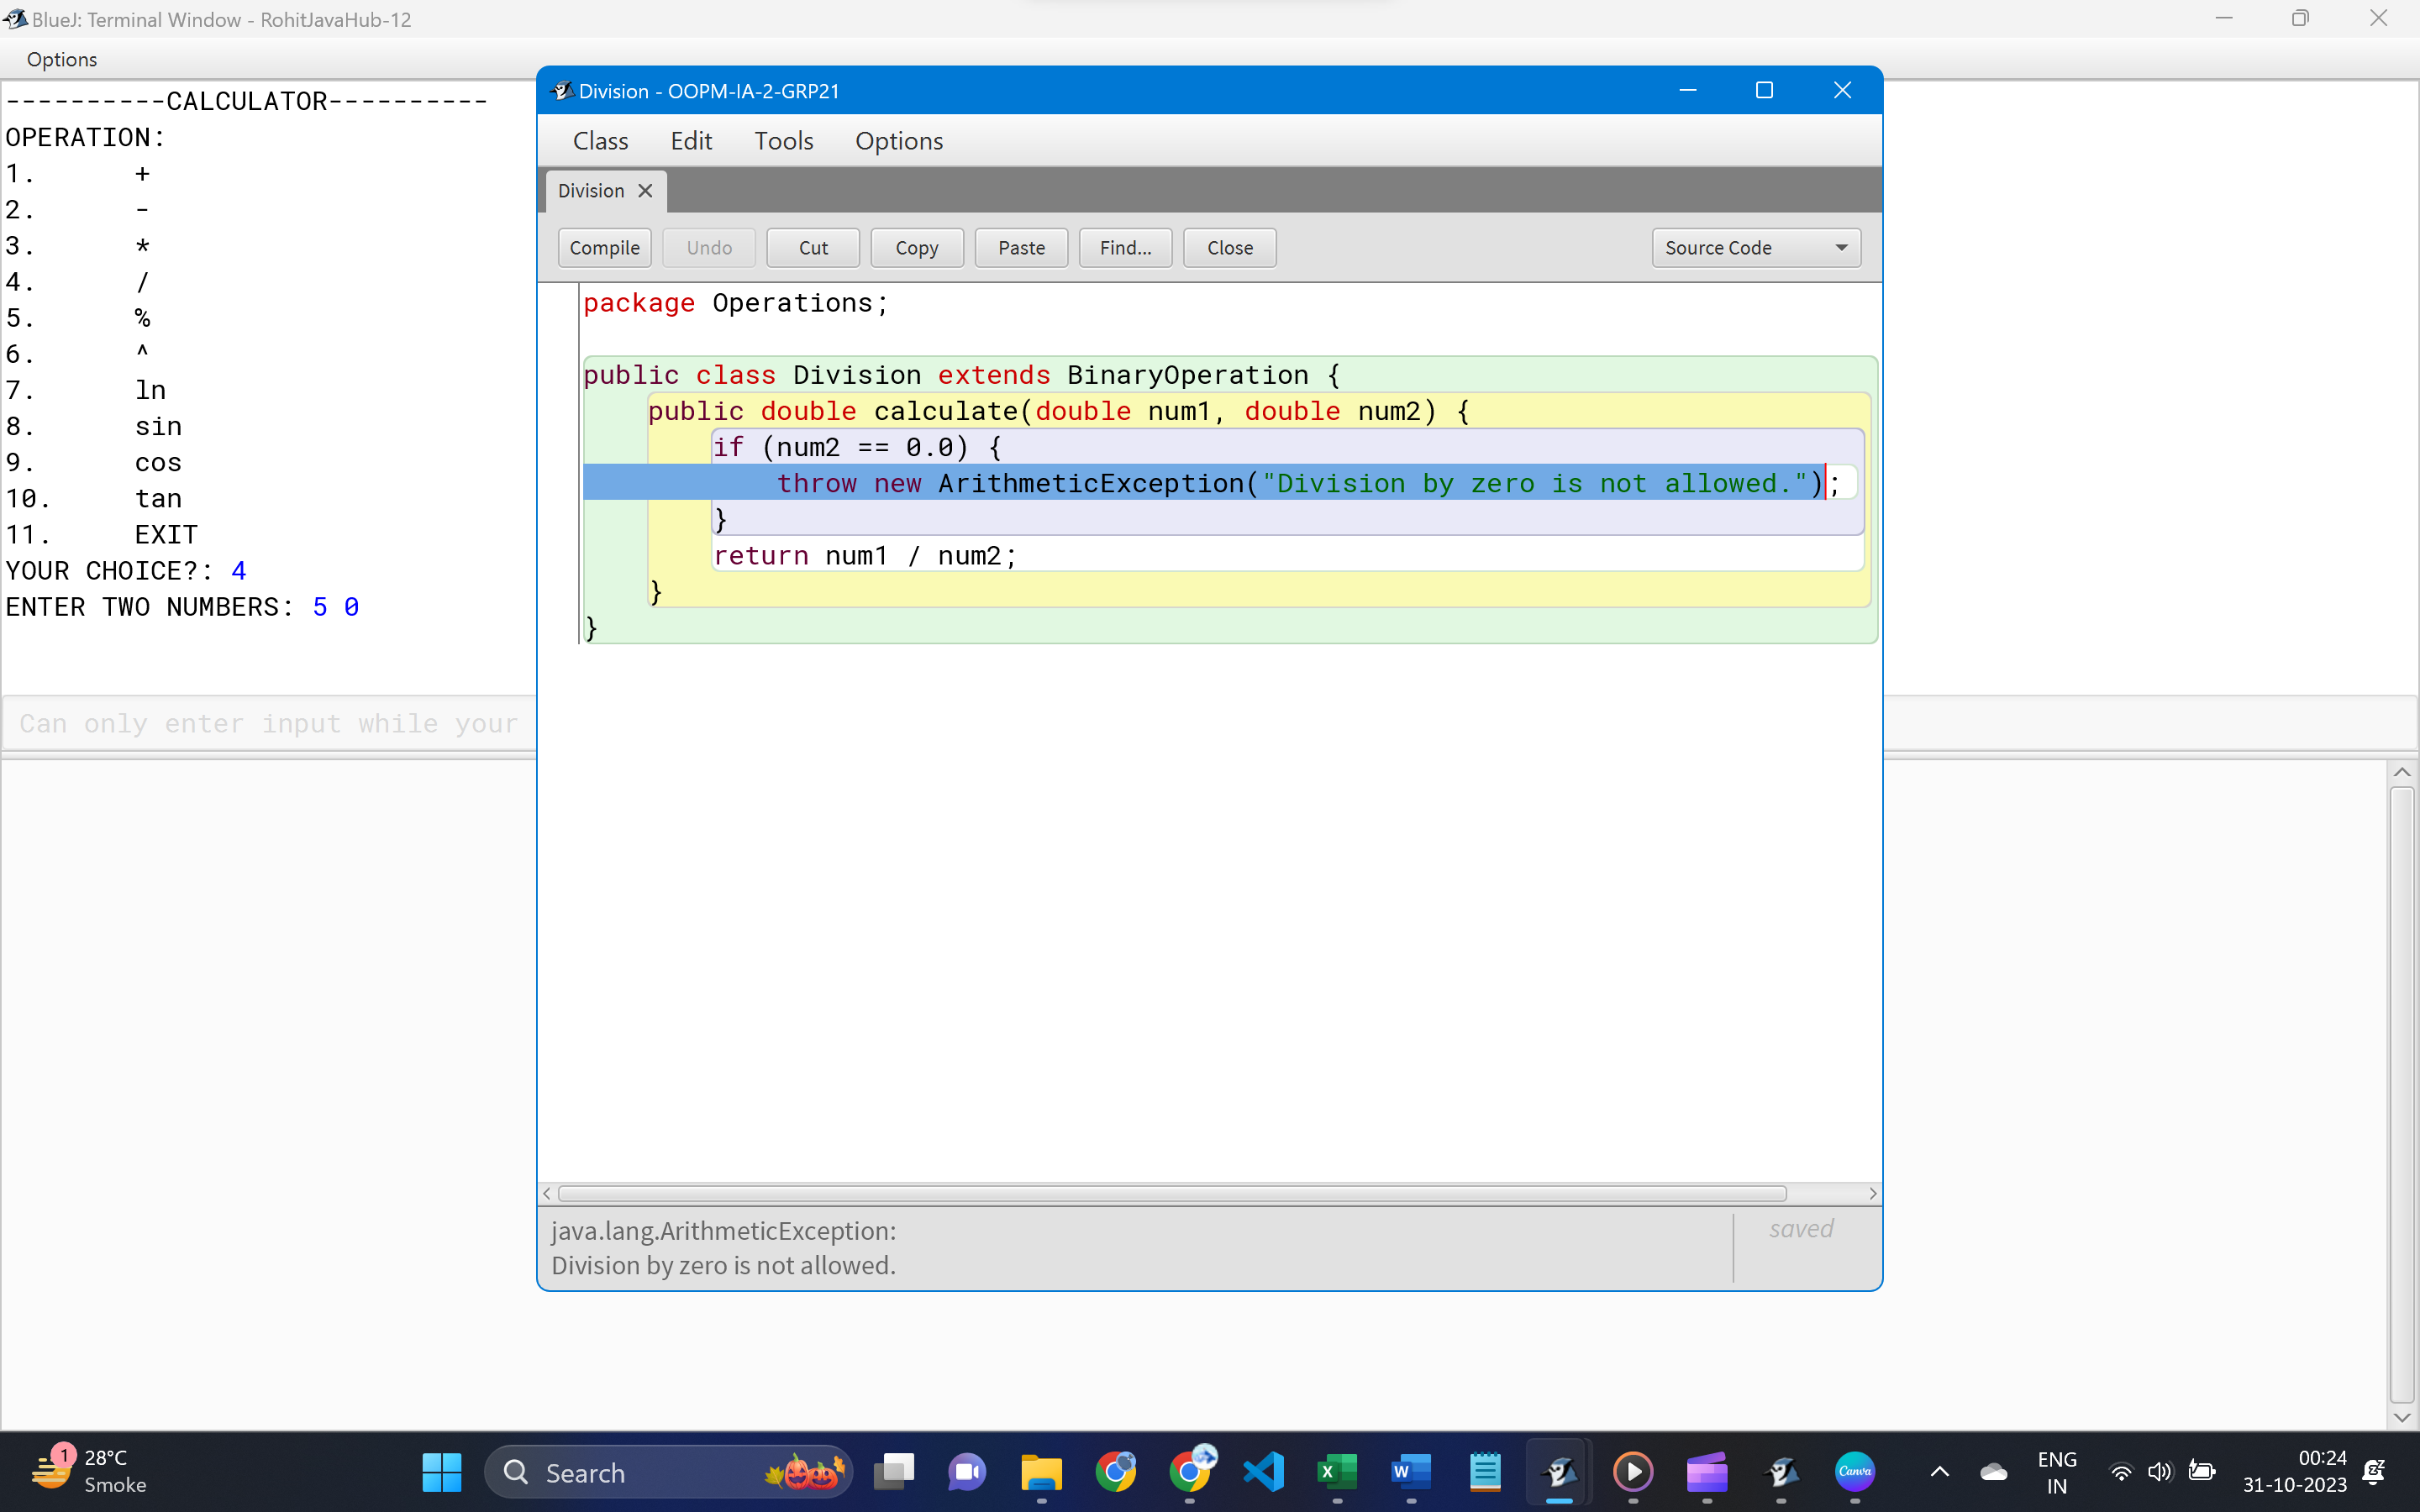 BlueJ: Terminal Window - RohitJavaHub-12
Options
----------CALCULATOR----------
OPERATION:
1. +
2. -
3. *
4. /
5. %
6. ^
7. ln
8. sin
9. cos
10. tan
11. EXIT
YOUR CHOICE?: 4
ENTER TWO NUMBERS: 5 0
Can only enter input while your
Division - OOPM-IA-2-GRP21
Class Edit Tools Options
Division
Compile Undo Cut Copy Paste Find... Close Source Code
package Operations;
public class Division extends BinaryOperation {
public double calculate(double num1, double num2) {
if (num2 == 0.0) {
throw new ArithmeticException("Division by zero is not allowed.");
}
return num1 / num2;
}
}
java.lang.ArithmeticException:
Division by zero is not allowed.
saved
1
28°C
Smoke
Search
X
W
Canva
ENG
IN
00:24
31-10-2023